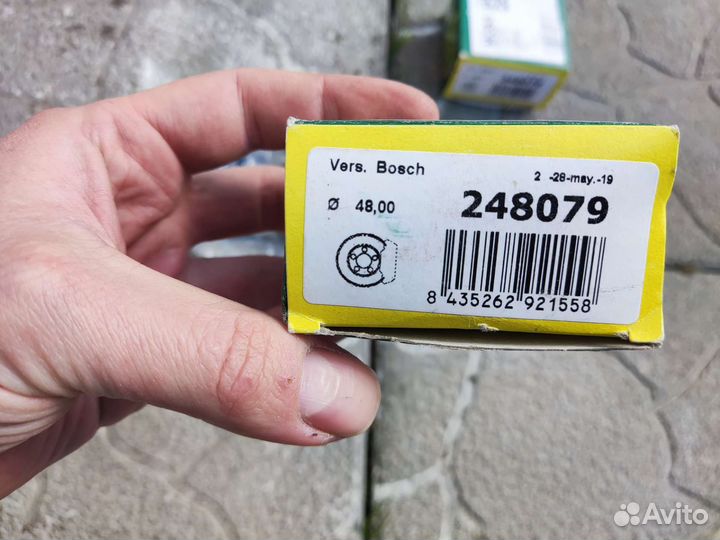 Vers. Bosch
2 -28-may.-19
Ø 48,00
248079
8 435262 921558
Avito